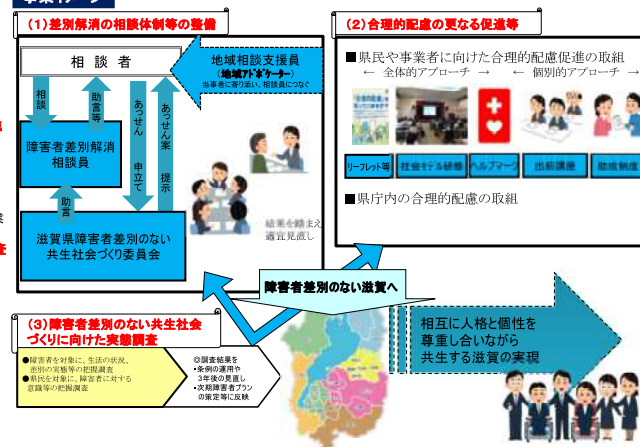 事業イメージ
(1)差別解消の相談体制等の整備
相 談 者
相談
助言等
あっせん 申立て
あっせん案 提示
地域相談支援員
(地域アドボケーター)
当事者に寄り添い、相談員につなぐ
障害者差別解消
相談員
助言
滋賀県障害者差別のない
共生社会づくり委員会
結果を踏まえ
適宜見直し
(2)合理的配慮の更なる促進等
■県民や事業者に向けた合理的配慮促進の取組
← 全体的アプローチ → ← 個別的アプローチ →
リーフレット等 社会モデル研修 ヘルプマーク 出前講座 助成制度
■県庁内の合理的配慮の取組
障害者差別のない滋賀へ
(3)障害者差別のない共生社会
づくりに向けた実態調査
●障害者を対象に、生活の状況、
差別の実態等の把握調査
●県民を対象に、障害者に対する
意識等の把握調査
◎調査結果を
・条例の運用や
3年後の見直し
・次期障害者プラン
の策定等に反映
相互に人格と個性を
尊重し合いながら
共生する滋賀の実現